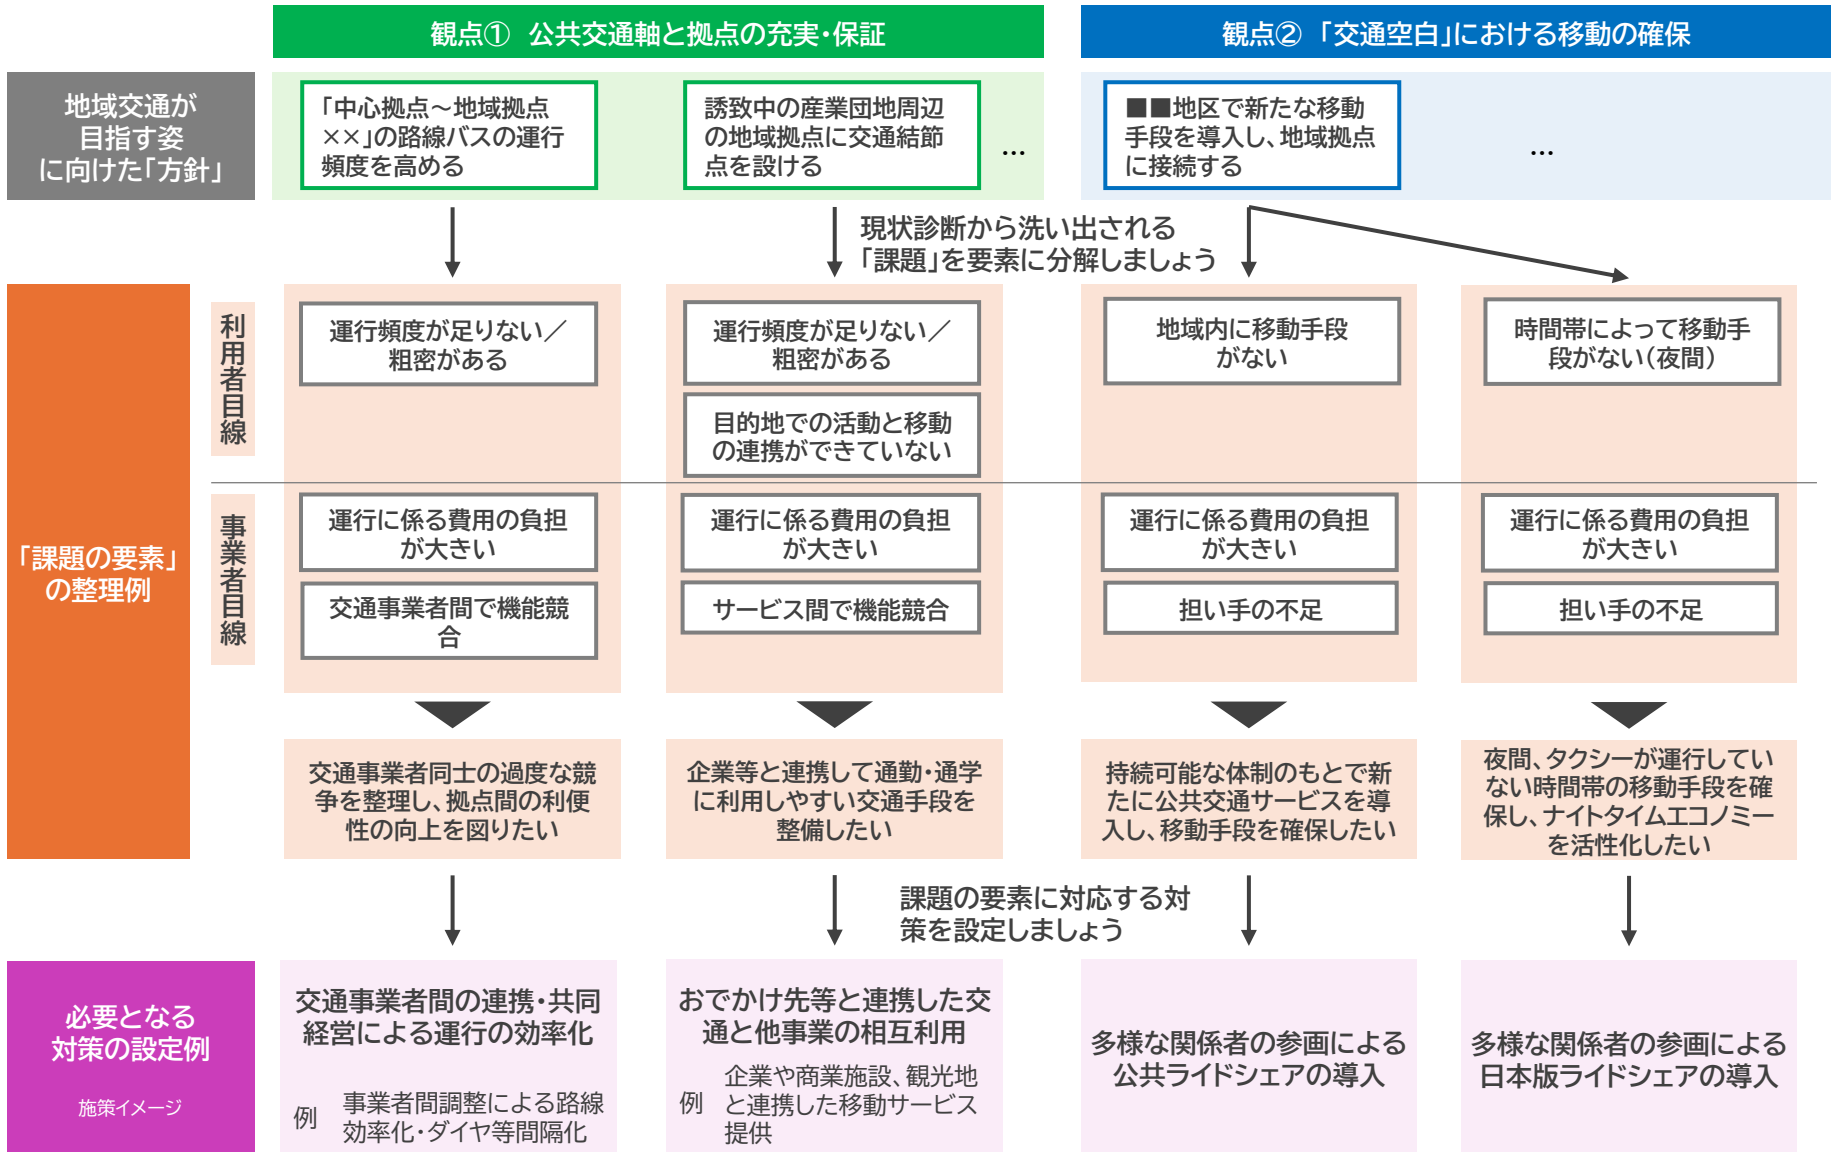 観点① 公共交通軸と拠点の充実・保証
観点② 「交通空白」における移動の確保
地域交通が
目指す姿
に向けた「方針」
「中心拠点～地域拠点
××」の路線バスの運行
頻度を高める
誘致中の産業団地周辺
の地域拠点に交通結節
点を設ける
…
■■地区で新たな移動
手段を導入し、地域拠点
に接続する
…
現状診断から洗い出される
「課題」を要素に分解しましょう
「課題の要素」
の整理例
利用者目線
運行頻度が足りない／
粗密がある
運行頻度が足りない／
粗密がある
目的地での活動と移動
の連携ができていない
地域内に移動手段
がない
時間帯によって移動手
段がない（夜間）
事業者目線
運行に係る費用の負担
が大きい
交通事業者間で機能競
合
運行に係る費用の負担
が大きい
サービス間で機能競合
運行に係る費用の負担
が大きい
担い手の不足
運行に係る費用の負担
が大きい
担い手の不足
交通事業者同士の過度な競
争を整理し、拠点間の利便
性の向上を図りたい
企業等と連携して通勤・通学
に利用しやすい交通手段を
整備したい
持続可能な体制のもとで新
たに公共交通サービスを導
入し、移動手段を確保したい
夜間、タクシーが運行してい
ない時間帯の移動手段を確
保し、ナイトタイムエコノミー
を活性化したい
課題の要素に対応する対
策を設定しましょう
必要となる
対策の設定例
施策イメージ
交通事業者間の連携・共同
経営による運行の効率化
例
事業者間調整による路線
効率化・ダイヤ等間隔化
おでかけ先等と連携した交
通と他事業の相互利用
例
企業や商業施設、観光地
と連携した移動サービス
提供
多様な関係者の参画による
公共ライドシェアの導入
多様な関係者の参画による
日本版ライドシェアの導入